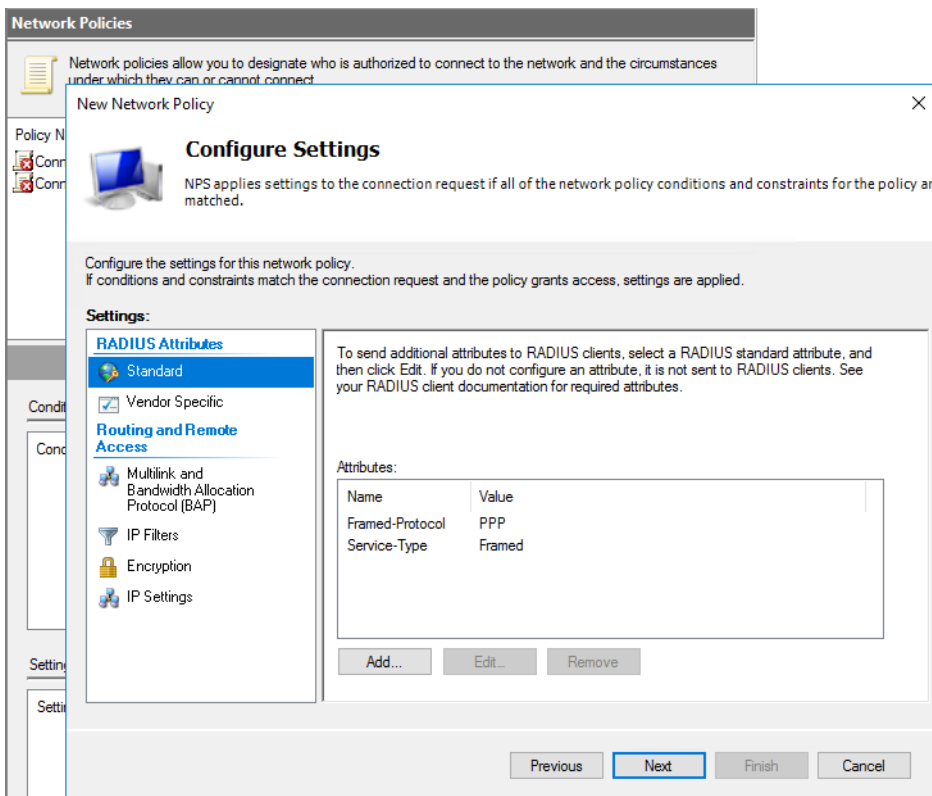 Network Policies
Network policies allow you to designate who is authorized to connect to the network and the circumstances
under which they can or cannot connect
New Network Policy
Policy N
Conn
Conn
Configure Settings
NPS applies settings to the connection request if all of the network policy conditions and constraints for the policy ar
matched.
Configure the settings for this network policy.
If conditions and constraints match the connection request and the policy grants access, settings are applied.
Settings:
RADIUS Attributes
Standard
Vendor Specific
Routing and Remote
Access
Multilink and
Bandwidth Allocation
Protocol (BAP)
IP Filters
Encryption
IP Settings
To send additional attributes to RADIUS clients, select a RADIUS standard attribute, and
then click Edit. If you do not configure an attribute, it is not sent to RADIUS clients. See
your RADIUS client documentation for required attributes.
Attributes:
Name Value
Framed-Protocol PPP
Service-Type Framed
Add... Edit... Remove
Condit
Cond
Setting
Settin
Previous Next Finish Cancel